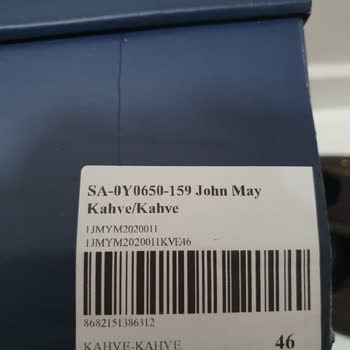 SA-0Y0650-159 John May
Kahve/Kahve
1JMYM2020011
1JMYM2020011KVE46
8682151386312
KAHVE-KAHVE 46